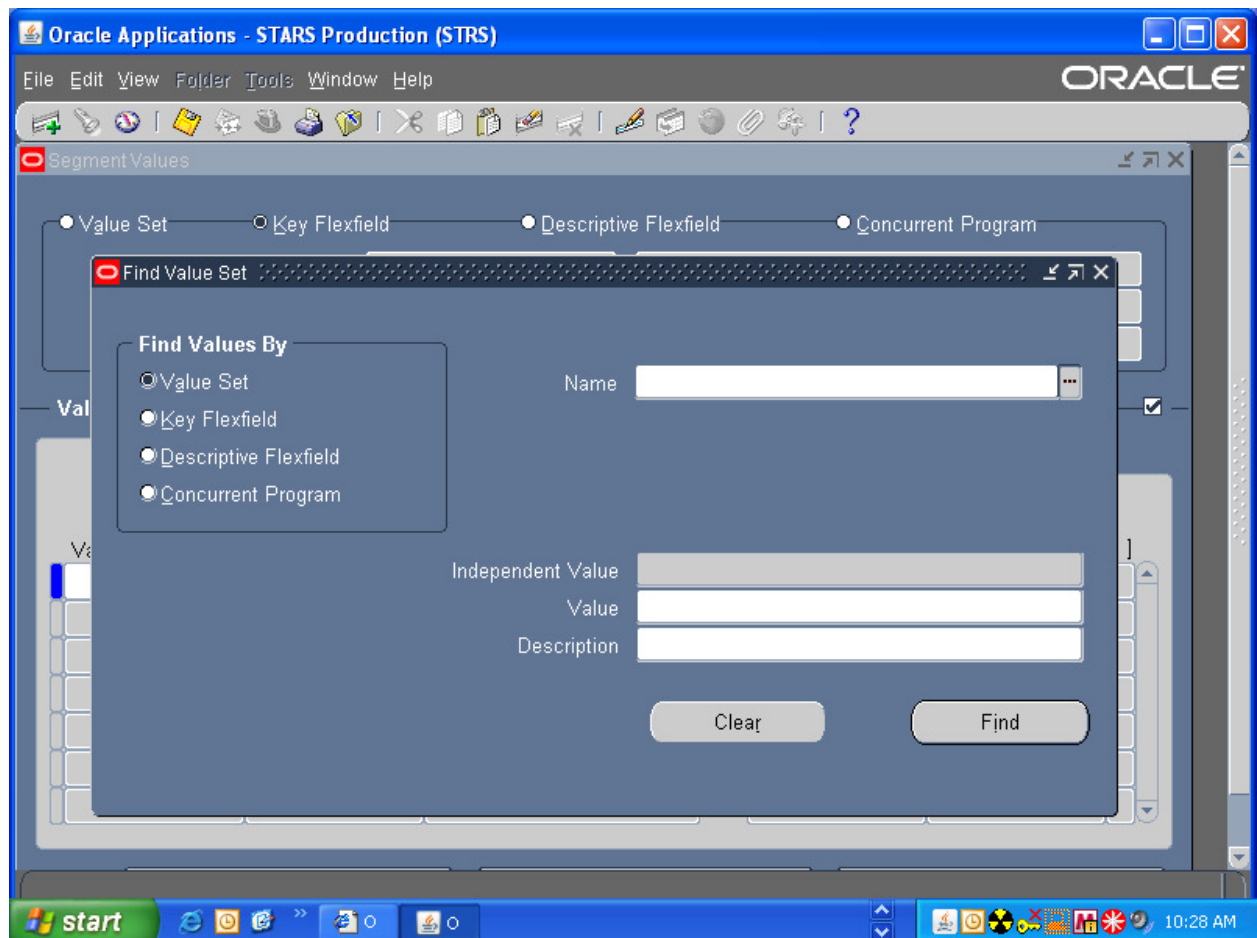 Oracle Applications - STARS Production (STRS)
File Edit View Folder Tools Window Help
ORACLE
Segment Values
Value Set Key Flexfield Descriptive Flexfield Concurrent Program
Find Value Set
Find Values By
Value Set
Name
Key Flexfield
Val
Descriptive Flexfield
Concurrent Program
Va
]
Independent Value
Value
Description
Clear Find
start
O
O
10:28 AM